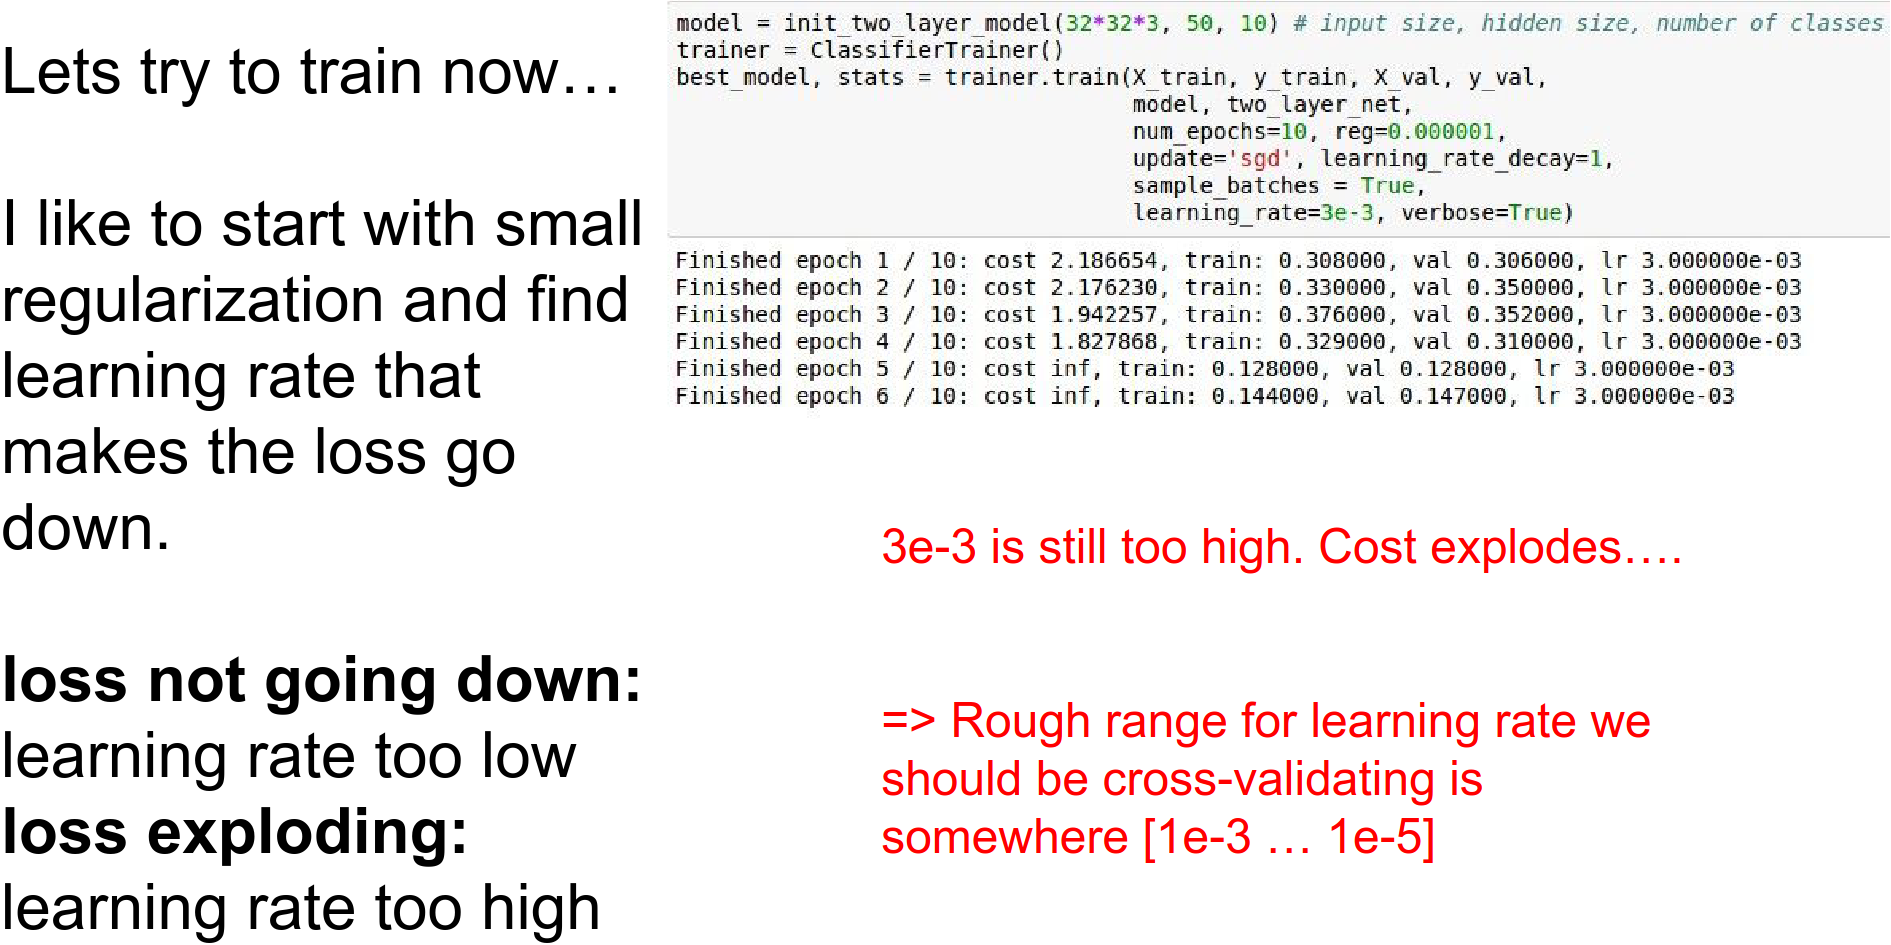 Lets try to train now…
I like to start with small
regularization and find
learning rate that
makes the loss go
down.
loss not going down:
learning rate too low
loss exploding:
learning rate too high
model = init_two_layer_model(32*32*3, 50, 10) # input size, hidden size, number of classes
trainer = ClassifierTrainer()
best_model, stats = trainer.train(X_train, y_train, X_val, y_val,
model, two_layer_net,
num_epochs=10, reg=0.000001,
update='sgd', learning_rate_decay=1,
sample_batches = True,
learning_rate=3e-3, verbose=True)
Finished epoch 1 / 10: cost 2.186654, train: 0.308000, val 0.306000, lr 3.000000e-03
Finished epoch 2 / 10: cost 2.176230, train: 0.330000, val 0.350000, lr 3.000000e-03
Finished epoch 3 / 10: cost 1.942257, train: 0.376000, val 0.352000, lr 3.000000e-03
Finished epoch 4 / 10: cost 1.827868, train: 0.329000, val 0.310000, lr 3.000000e-03
Finished epoch 5 / 10: cost inf, train: 0.128000, val 0.128000, lr 3.000000e-03
Finished epoch 6 / 10: cost inf, train: 0.144000, val 0.147000, lr 3.000000e-03
3e-3 is still too high. Cost explodes….
=> Rough range for learning rate we
should be cross-validating is
somewhere [1e-3 … 1e-5]